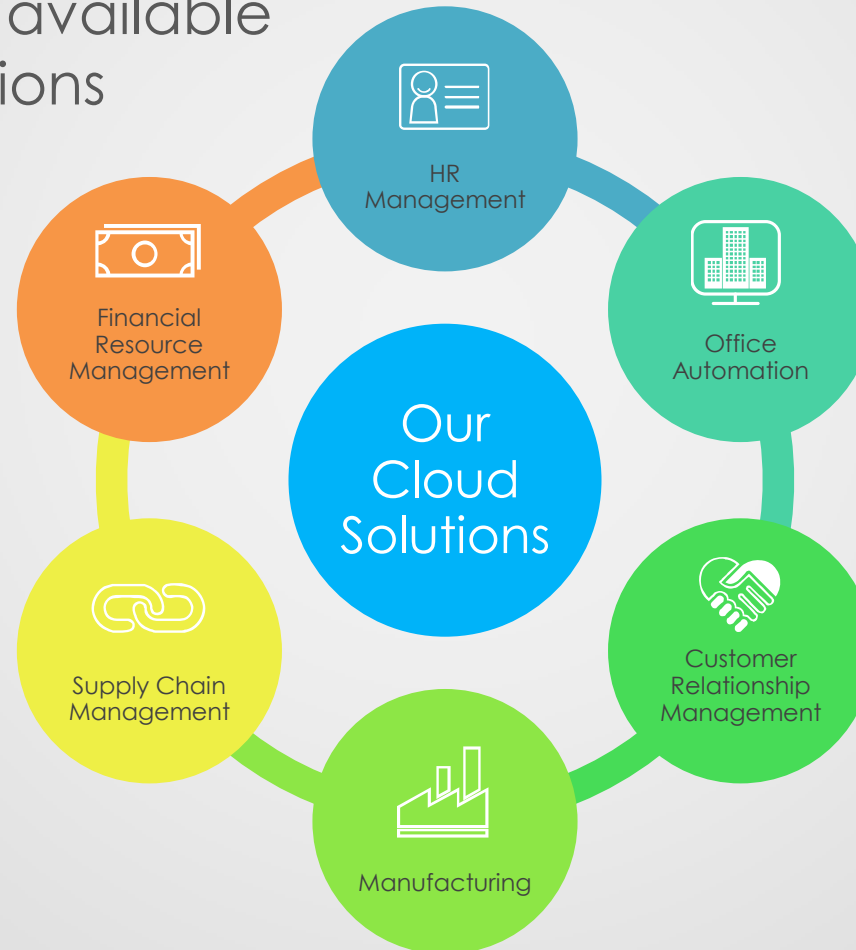 available
ions
HR
Management
Office
Automation
Customer
Relationship
Management
Manufacturing
Supply Chain
Management
Financial
Resource
Management
Our
Cloud
Solutions